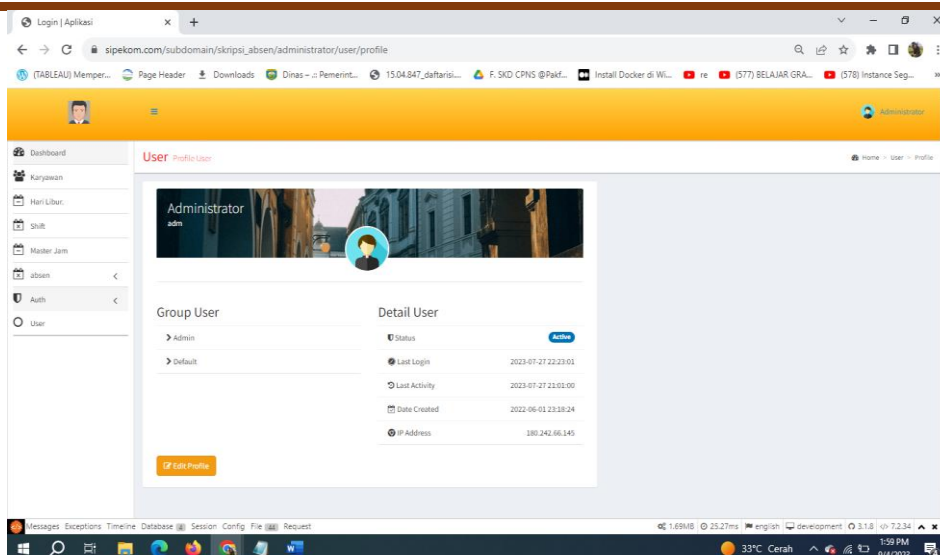 Login | Aplikasi
sipekom.com/subdomain/skripsi_absen/administrator/user/profile
(TABLEAU) Memper... Page Header Downloads Dinas – .: Pemerint... 15.04.847_daftarisi... F. SKD CPNS @Pakf... Install Docker di Wi... re (577) BELAJAR GRA... (578) Instance Seg... »
Administrator
User Profile User
Home > User > Profile
Dashboard
Karyawan
Hari Libur.
Shift
Master Jam
absen
Auth
User
Administrator
adm
Group User
Admin
Default
Detail User
Status Active
Last Login 2023-07-27 22:23:01
Last Activity 2023-07-27 21:01:00
Date Created 2022-06-01 23:18:24
IP Address 180.242.66.145
Edit Profile
Messages Exceptions Timeline Database Session Config File Request 1.69MB 25.27ms english development 3.1.8 7.2.34
33°C Cerah 1:59 PM
9/4/2023